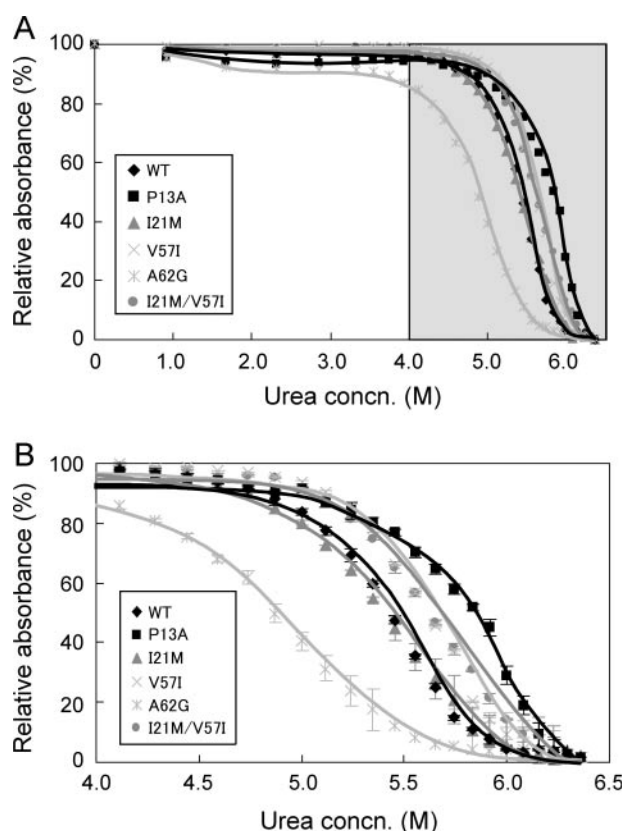 A
Relative absorbance (%)
100
80
60
40
20
0
WT
P13A
I21M
V57I
A62G
I21M/V57I
0 1.0 2.0 3.0 4.0 5.0 6.0
Urea concn. (M)
B
Relative absorbance (%)
100
80
60
40
20
0
WT
P13A
I21M
V57I
A62G
I21M/V57I
4.0 4.5 5.0 5.5 6.0 6.5
Urea concn. (M)